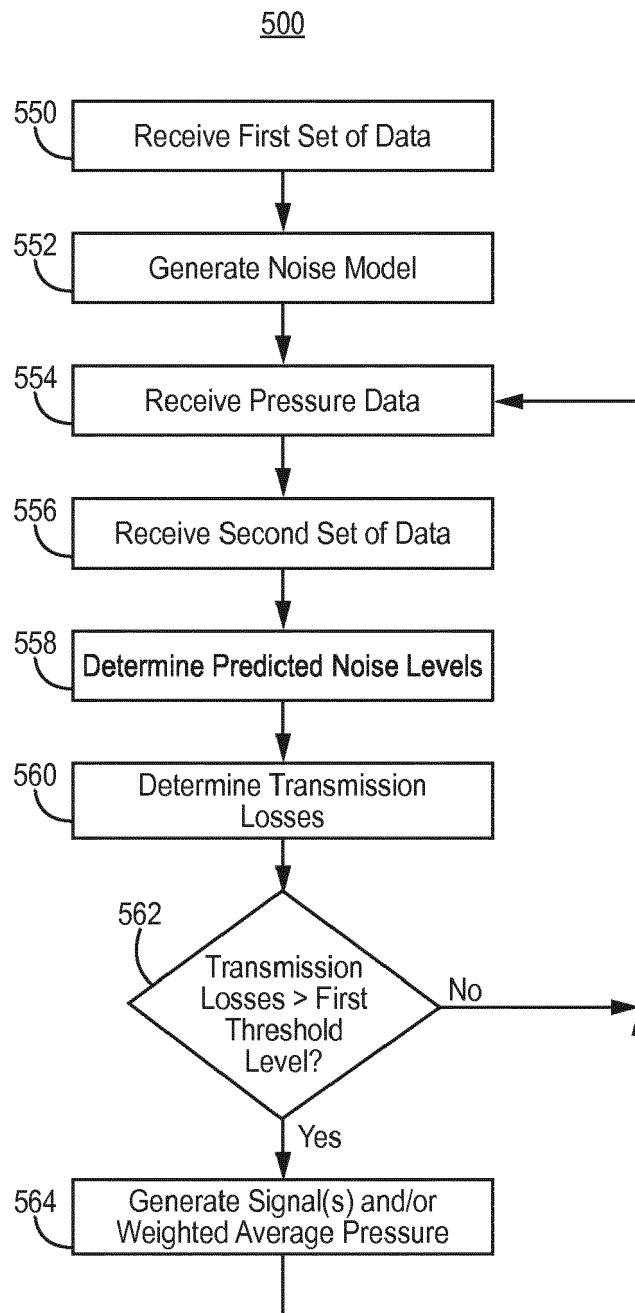 500
550
Receive First Set of Data
552
Generate Noise Model
554
Receive Pressure Data
556
Receive Second Set of Data
558
Determine Predicted Noise Levels
560
Determine Transmission
Losses
562
Transmission
Losses > First
Threshold
Level?
No
Yes
564
Generate Signal(s) and/or
Weighted Average Pressure